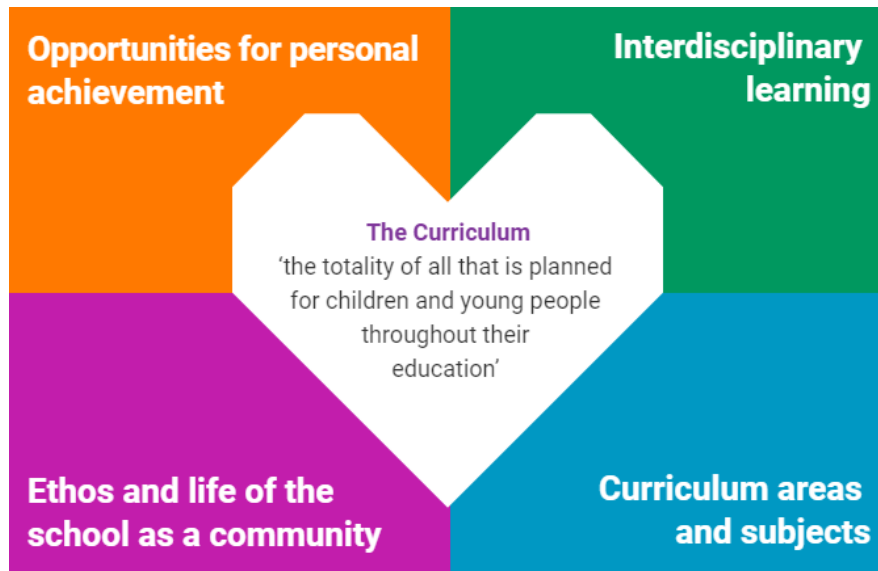 Opportunities for personal
achievement
Interdisciplinary
learning
The Curriculum
‘the totality of all that is planned
for children and young people
throughout their
education’
Ethos and life of the
school as a community
Curriculum areas
and subjects